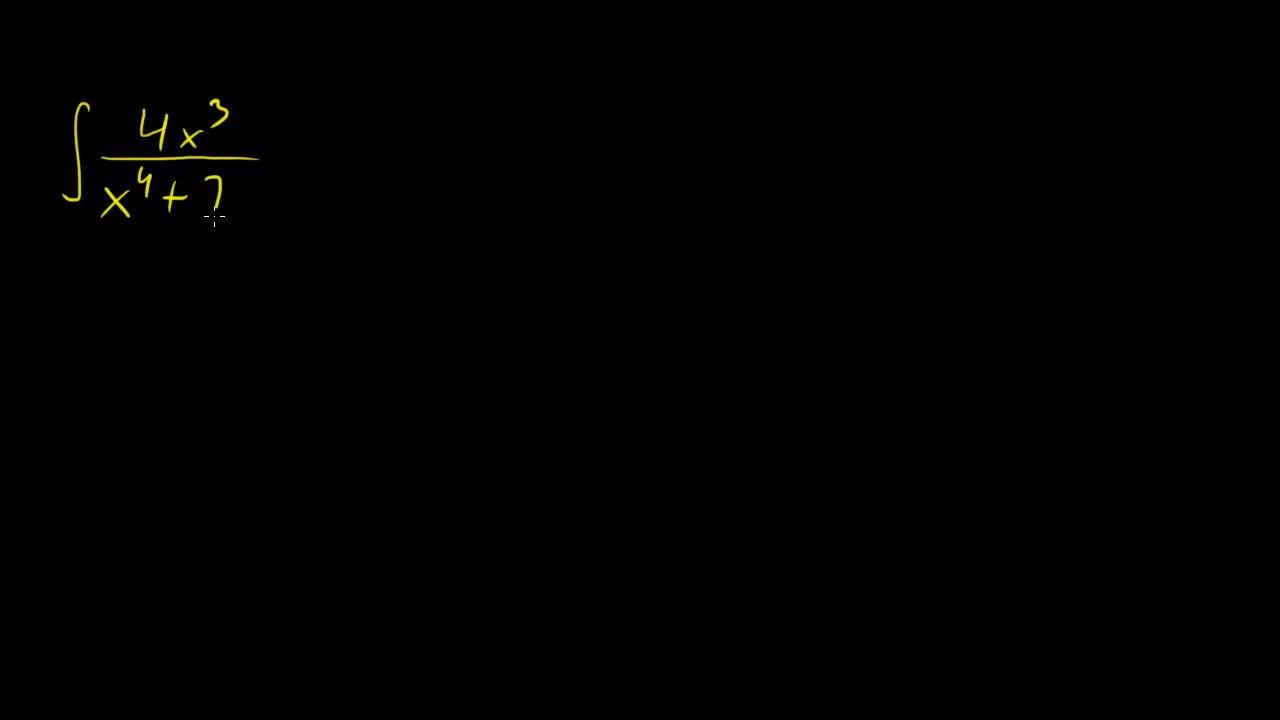 ∫ 4x³
x⁴ + 7